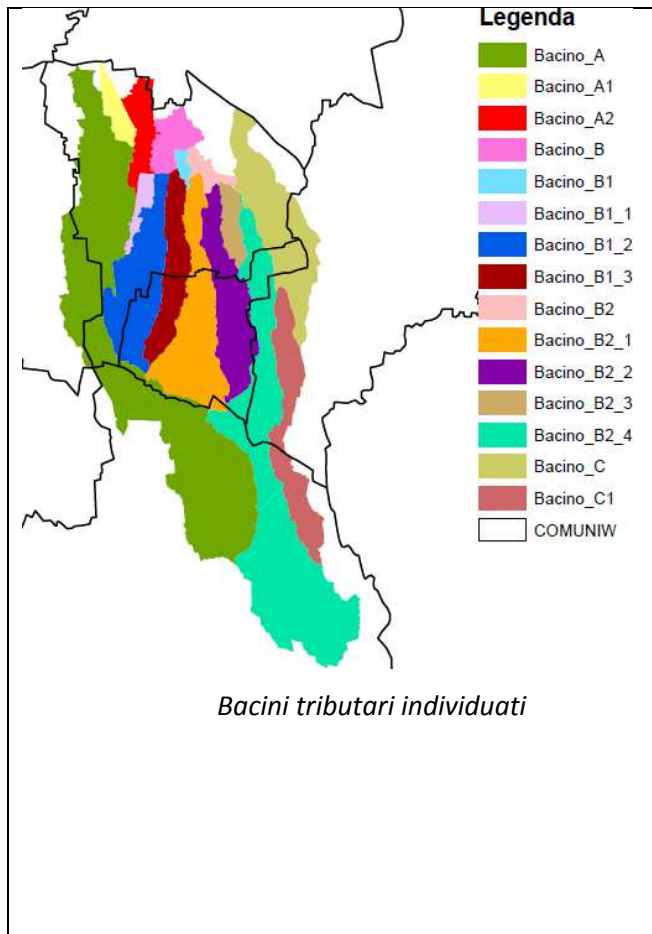 Legenda
Bacino_A
Bacino_A1
Bacino_A2
Bacino_B
Bacino_B1
Bacino_B1_1
Bacino_B1_2
Bacino_B1_3
Bacino_B2
Bacino_B2_1
Bacino_B2_2
Bacino_B2_3
Bacino_B2_4
Bacino_C
Bacino_C1
COMUNIW
Bacini tributari individuati